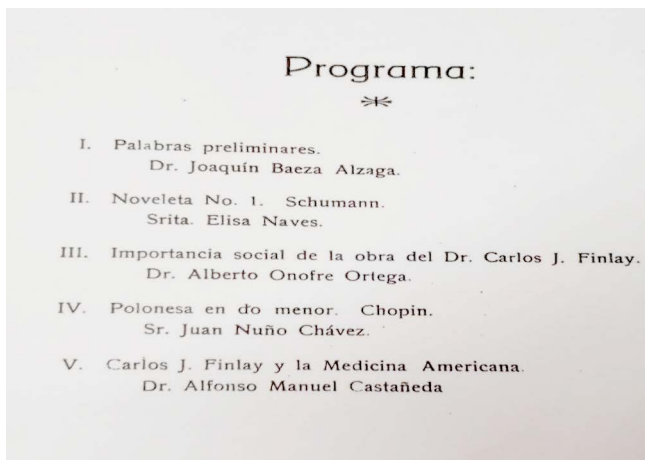 Programa:
I. Palabras preliminares.
Dr. Joaquín Baeza Alzaga.
II. Noveleta No. 1. Schumann.
Srita. Elisa Naves.
III. Importancia social de la obra del Dr. Carlos J. Finlay.
Dr. Alberto Onofre Ortega.
IV. Polonesa en do menor. Chopin.
Sr. Juan Nuño Chávez.
V. Carlos J. Finlay y la Medicina Americana.
Dr. Alfonso Manuel Castañeda